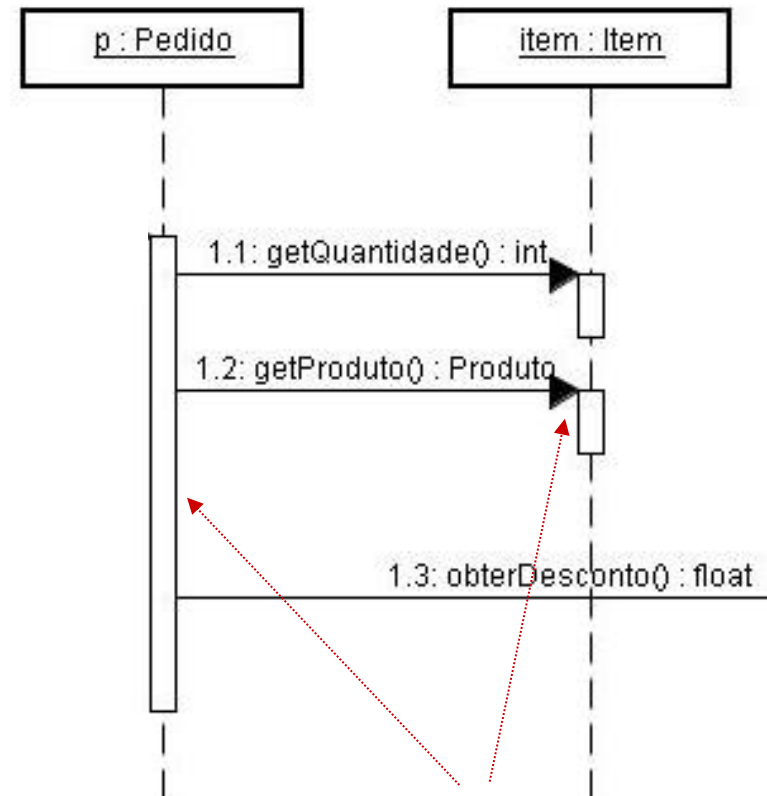 p : Pedido
item : Item
1.1: getQuantidade() : int
1.2: getProduto() : Produto
1.3: obterDesconto() : float